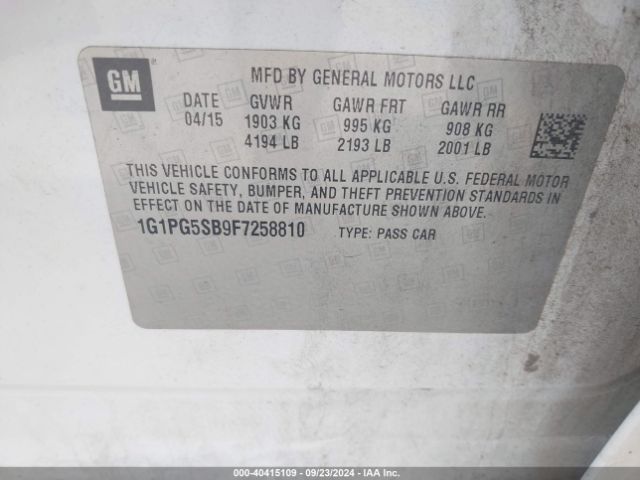 GM
MFD BY GENERAL MOTORS LLC
DATE GVWR GAWR FRT GAWR RR
04/15 1903 KG 995 KG 908 KG
4194 LB 2193 LB 2001 LB
THIS VEHICLE CONFORMS TO ALL APPLICABLE U.S. FEDERAL MOTOR
VEHICLE SAFETY, BUMPER, AND THEFT PREVENTION STANDARDS IN
EFFECT ON THE DATE OF MANUFACTURE SHOWN ABOVE.
1G1PG5SB9F7258810 TYPE: PASS CAR
000-40415109 - 09/23/2024 - IAA Inc.